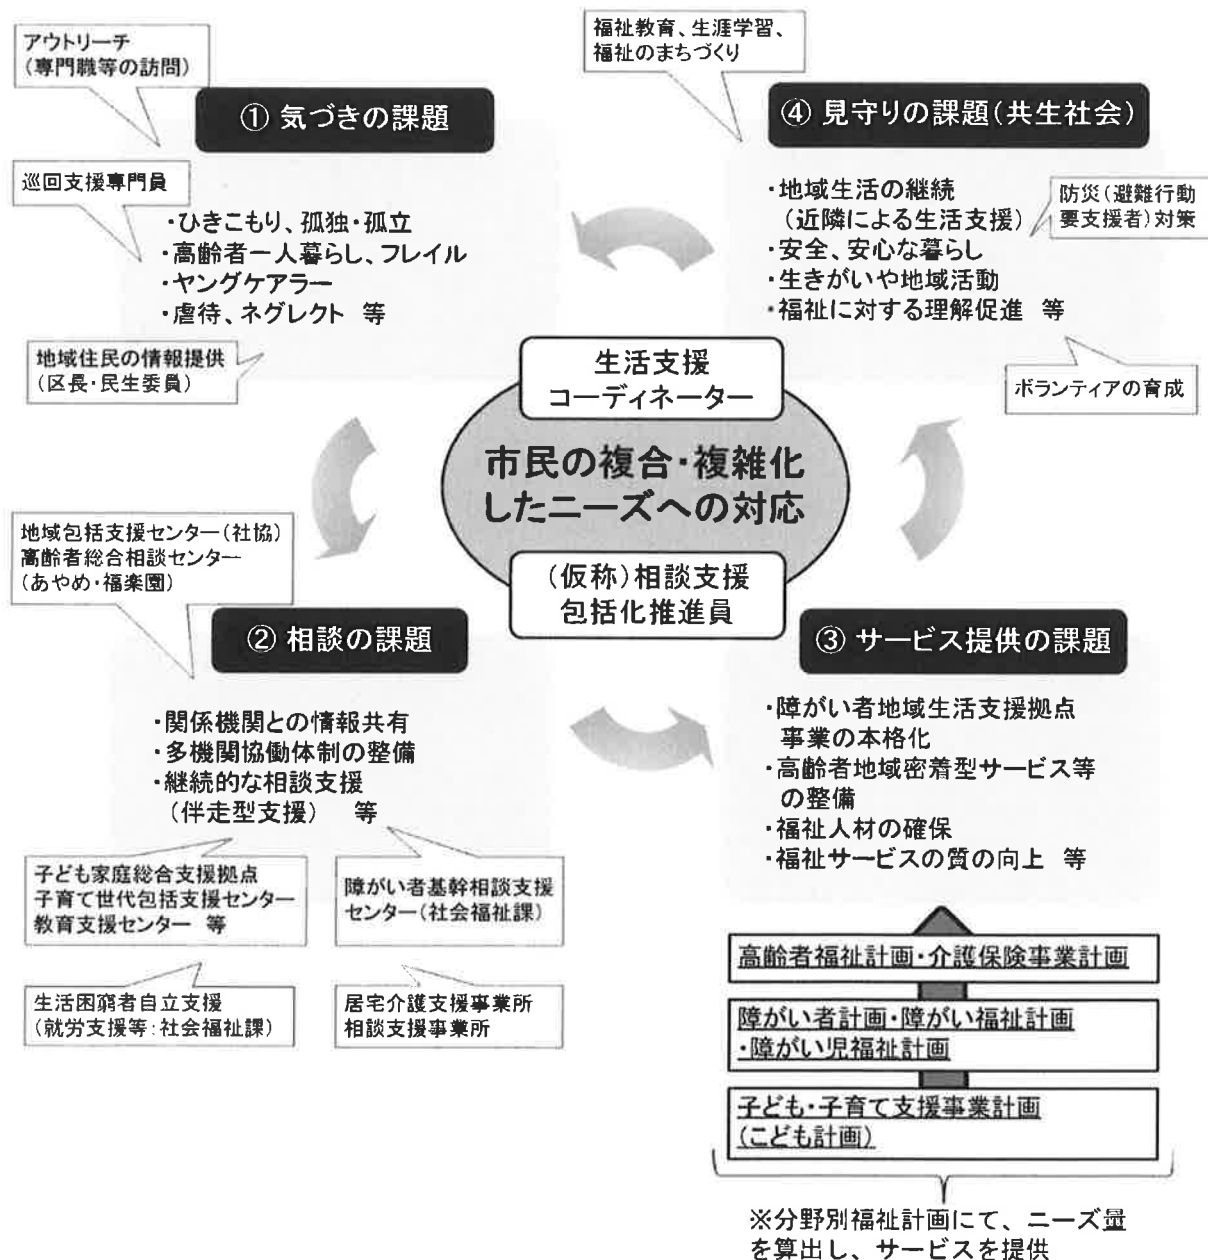 アウトリーチ
(専門職等の訪問)
① 気づきの課題
巡回支援専門員
・ひきこもり、孤独・孤立
・高齢者一人暮らし、フレイル
・ヤングケアラー
・虐待、ネグレクト 等
地域住民の情報提供
(区長・民生委員)
福祉教育、生涯学習、
福祉のまちづくり
④ 見守りの課題(共生社会)
・地域生活の継続
(近隣による生活支援)
・安全、安心な暮らし
・生きがいや地域活動
・福祉に対する理解促進 等
防災(避難行動
要支援者)対策
ボランティアの育成
生活支援
コーディネーター
市民の複合・複雑化
したニーズへの対応
(仮称)相談支援
包括化推進員
地域包括支援センター(社協)
高齢者総合相談センター
(あやめ・福楽園)
② 相談の課題
・関係機関との情報共有
・多機関協働体制の整備
・継続的な相談支援
(伴走型支援) 等
子ども家庭総合支援拠点
子育て世代包括支援センター
教育支援センター 等
障がい者基幹相談支援
センター(社会福祉課)
生活困窮者自立支援
(就労支援等:社会福祉課)
居宅介護支援事業所
相談支援事業所
③ サービス提供の課題
・障がい者地域生活支援拠点
事業の本格化
・高齢者地域密着型サービス等
の整備
・福祉人材の確保
・福祉サービスの質の向上 等
高齢者福祉計画・介護保険事業計画
障がい者計画・障がい福祉計画
・障がい児福祉計画
子ども・子育て支援事業計画
(こども計画)
※分野別福祉計画にて、ニーズ量
を算出し、サービスを提供